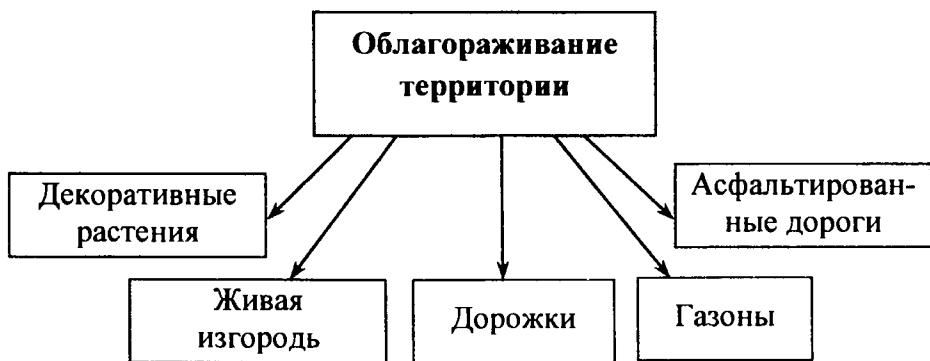 Облагораживание
территории
Декоративные
растения
Асфальтирован-
ные дороги
Живая
изгородь
Дорожки
Газоны